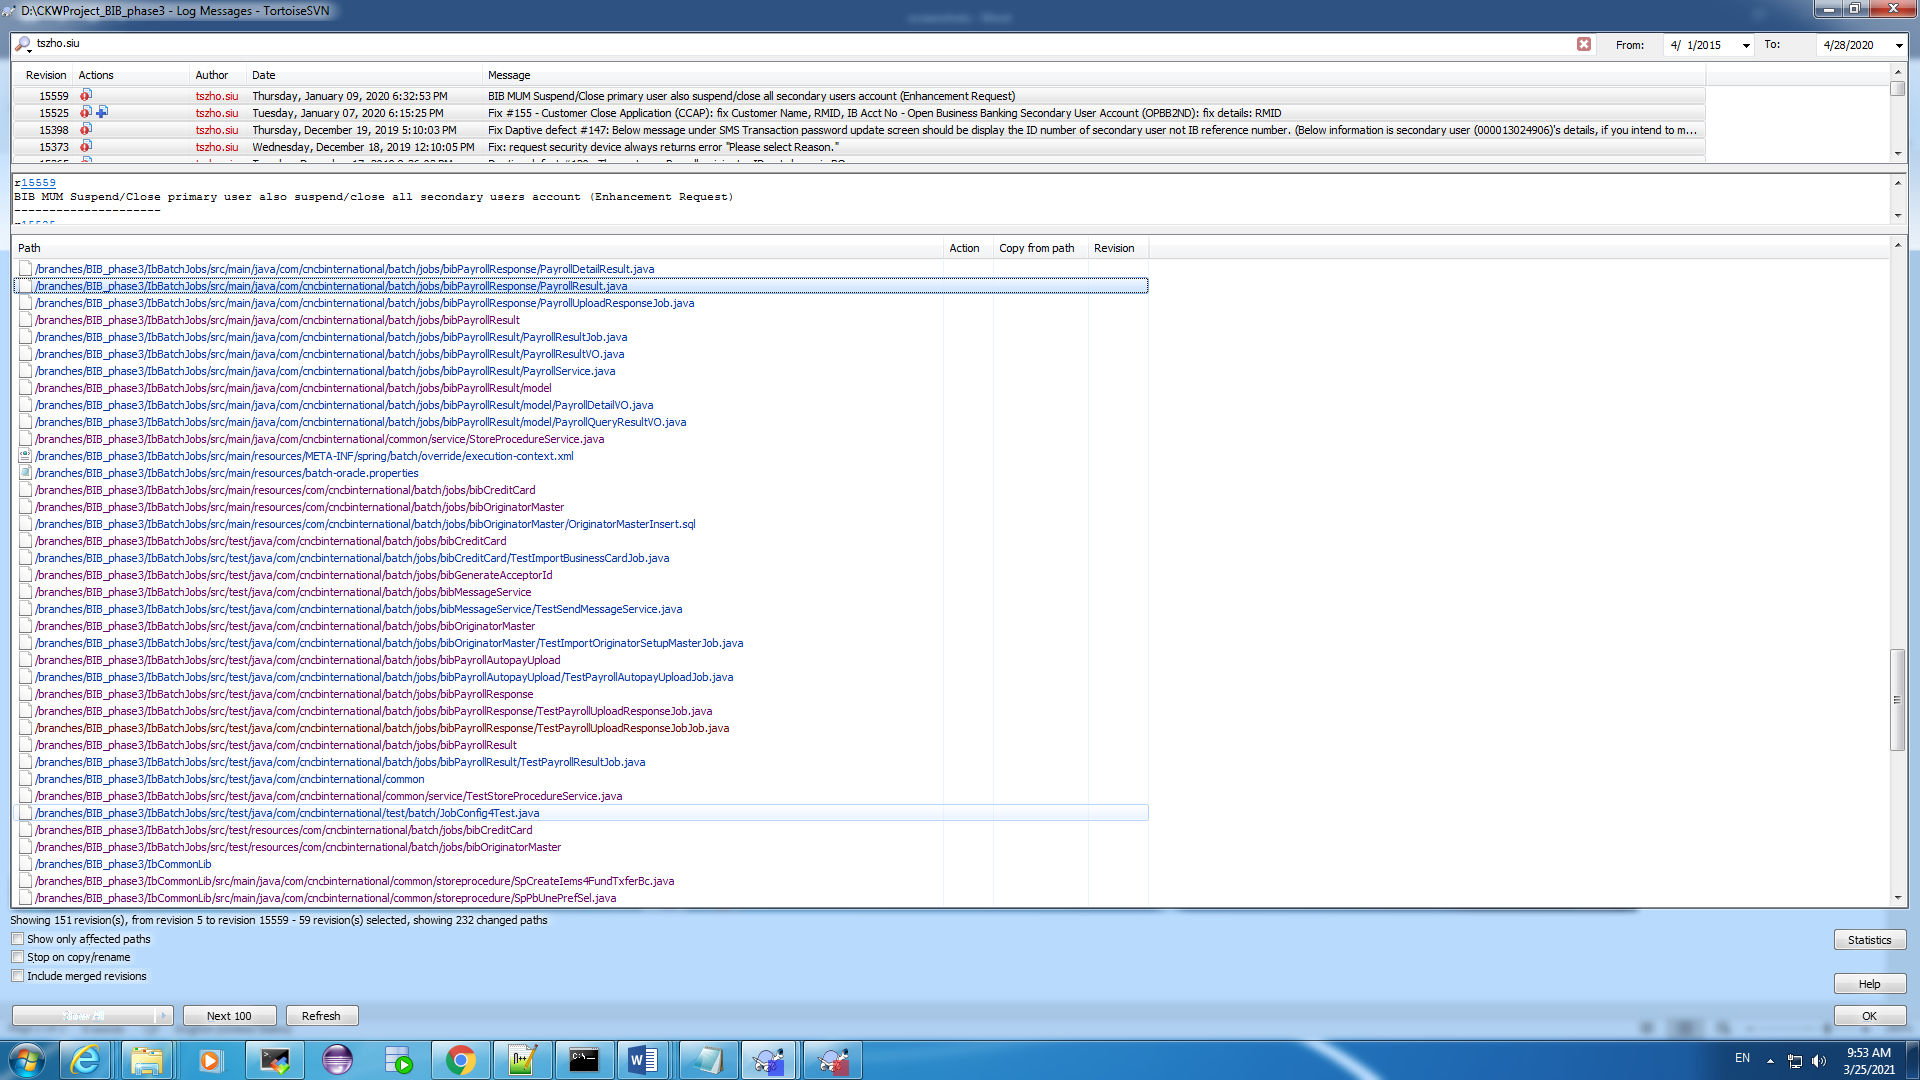 D:\CKWProject_BIB_phase3 - Log Messages - TortoiseSVN
tszho.siu From: 4/ 1/2015 To: 4/28/2020
Revision Actions Author Date Message
15559 tszho.siu Thursday, January 09, 2020 6:32:53 PM BIB MUM Suspend/Close primary user also suspend/close all secondary users account (Enhancement Request)
15525 tszho.siu Tuesday, January 07, 2020 6:15:25 PM Fix #155 - Customer Close Application (CCAP): fix Customer Name, RMID, IB Acct No - Open Business Banking Secondary User Account (OPBB2ND): fix details: RMID
15398 tszho.siu Thursday, December 19, 2019 5:10:03 PM Fix Daptive defect #147: Below message under SMS Transaction password update screen should be display the ID number of secondary user not IB reference number. (Below information is secondary user (000013024906)'s details, if you intend to m...
15373 tszho.siu Wednesday, December 18, 2019 12:10:05 PM Fix: request security device always returns error "Please select Reason."
r15559
BIB MUM Suspend/Close primary user also suspend/close all secondary users account (Enhancement Request)
---------------------
Path Action Copy from path Revision
/branches/BIB_phase3/IbBatchJobs/src/main/java/com/cncbinternational/batch/jobs/bibPayrollResponse/PayrollDetailResult.java
/branches/BIB_phase3/IbBatchJobs/src/main/java/com/cncbinternational/batch/jobs/bibPayrollResponse/PayrollResult.java
/branches/BIB_phase3/IbBatchJobs/src/main/java/com/cncbinternational/batch/jobs/bibPayrollResponse/PayrollUploadResponseJob.java
/branches/BIB_phase3/IbBatchJobs/src/main/java/com/cncbinternational/batch/jobs/bibPayrollResult
/branches/BIB_phase3/IbBatchJobs/src/main/java/com/cncbinternational/batch/jobs/bibPayrollResult/PayrollResultJob.java
/branches/BIB_phase3/IbBatchJobs/src/main/java/com/cncbinternational/batch/jobs/bibPayrollResult/PayrollResultVO.java
/branches/BIB_phase3/IbBatchJobs/src/main/java/com/cncbinternational/batch/jobs/bibPayrollResult/PayrollService.java
/branches/BIB_phase3/IbBatchJobs/src/main/java/com/cncbinternational/batch/jobs/bibPayrollResult/model
/branches/BIB_phase3/IbBatchJobs/src/main/java/com/cncbinternational/batch/jobs/bibPayrollResult/model/PayrollDetailVO.java
/branches/BIB_phase3/IbBatchJobs/src/main/java/com/cncbinternational/batch/jobs/bibPayrollResult/model/PayrollQueryResultVO.java
/branches/BIB_phase3/IbBatchJobs/src/main/java/com/cncbinternational/common/service/StoreProcedureService.java
/branches/BIB_phase3/IbBatchJobs/src/main/resources/META-INF/spring/batch/override/execution-context.xml
/branches/BIB_phase3/IbBatchJobs/src/main/resources/batch-oracle.properties
/branches/BIB_phase3/IbBatchJobs/src/main/resources/com/cncbinternational/batch/jobs/bibCreditCard
/branches/BIB_phase3/IbBatchJobs/src/main/resources/com/cncbinternational/batch/jobs/bibOriginatorMaster
/branches/BIB_phase3/IbBatchJobs/src/main/resources/com/cncbinternational/batch/jobs/bibOriginatorMaster/OriginatorMasterInsert.sql
/branches/BIB_phase3/IbBatchJobs/src/test/java/com/cncbinternational/batch/jobs/bibCreditCard
/branches/BIB_phase3/IbBatchJobs/src/test/java/com/cncbinternational/batch/jobs/bibCreditCard/TestImportBusinessCardJob.java
/branches/BIB_phase3/IbBatchJobs/src/test/java/com/cncbinternational/batch/jobs/bibGenerateAcceptorId
/branches/BIB_phase3/IbBatchJobs/src/test/java/com/cncbinternational/batch/jobs/bibMessageService
/branches/BIB_phase3/IbBatchJobs/src/test/java/com/cncbinternational/batch/jobs/bibMessageService/TestSendMessageService.java
/branches/BIB_phase3/IbBatchJobs/src/test/java/com/cncbinternational/batch/jobs/bibOriginatorMaster
/branches/BIB_phase3/IbBatchJobs/src/test/java/com/cncbinternational/batch/jobs/bibOriginatorMaster/TestImportOriginatorSetupMasterJob.java
/branches/BIB_phase3/IbBatchJobs/src/test/java/com/cncbinternational/batch/jobs/bibPayrollAutopayUpload
/branches/BIB_phase3/IbBatchJobs/src/test/java/com/cncbinternational/batch/jobs/bibPayrollAutopayUpload/TestPayrollAutopayUploadJob.java
/branches/BIB_phase3/IbBatchJobs/src/test/java/com/cncbinternational/batch/jobs/bibPayrollResponse
/branches/BIB_phase3/IbBatchJobs/src/test/java/com/cncbinternational/batch/jobs/bibPayrollResponse/TestPayrollUploadResponseJob.java
/branches/BIB_phase3/IbBatchJobs/src/test/java/com/cncbinternational/batch/jobs/bibPayrollResponse/TestPayrollUploadResponseJobJob.java
/branches/BIB_phase3/IbBatchJobs/src/test/java/com/cncbinternational/batch/jobs/bibPayrollResult
/branches/BIB_phase3/IbBatchJobs/src/test/java/com/cncbinternational/batch/jobs/bibPayrollResult/TestPayrollResultJob.java
/branches/BIB_phase3/IbBatchJobs/src/test/java/com/cncbinternational/common
/branches/BIB_phase3/IbBatchJobs/src/test/java/com/cncbinternational/common/service/TestStoreProcedureService.java
/branches/BIB_phase3/IbBatchJobs/src/test/java/com/cncbinternational/test/batch/JobConfig4Test.java
/branches/BIB_phase3/IbBatchJobs/src/test/resources/com/cncbinternational/batch/jobs/bibCreditCard
/branches/BIB_phase3/IbBatchJobs/src/test/resources/com/cncbinternational/batch/jobs/bibOriginatorMaster
/branches/BIB_phase3/IbCommonLib
/branches/BIB_phase3/IbCommonLib/src/main/java/com/cncbinternational/common/storeprocedure/SpCreateIems4FundTxferBc.java
/branches/BIB_phase3/IbCommonLib/src/main/java/com/cncbinternational/common/storeprocedure/SpPbUnePrefSel.java
Showing 151 revision(s), from revision 5 to revision 15559 - 59 revision(s) selected, showing 232 changed paths
Show only affected paths
Statistics
Stop on copy/rename
Include merged revisions
Help
Show All Next 100 Refresh OK
EN 9:53 AM
3/25/2021